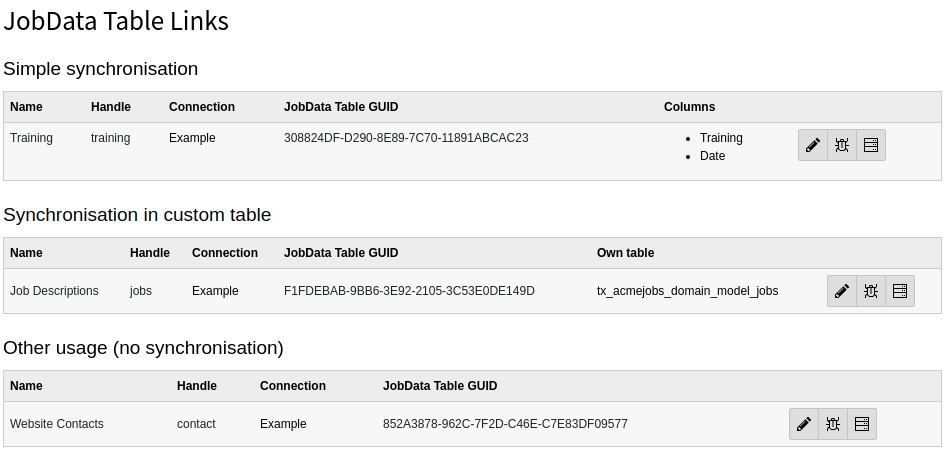 JobData Table Links
Simple synchronisation
Name Handle Connection JobData Table GUID Columns
Training training Example 308824DF-D290-8E89-7C70-11891ABCAC23 Training
Date
Synchronisation in custom table
Name Handle Connection JobData Table GUID Own table
Job Descriptions jobs Example F1FDEBAB-9BB6-3E92-2105-3C53E0DE149D tx_acmejobs_domain_model_jobs
Other usage (no synchronisation)
Name Handle Connection JobData Table GUID
Website Contacts contact Example 852A3878-962C-7F2D-C46E-C7E83DF09577